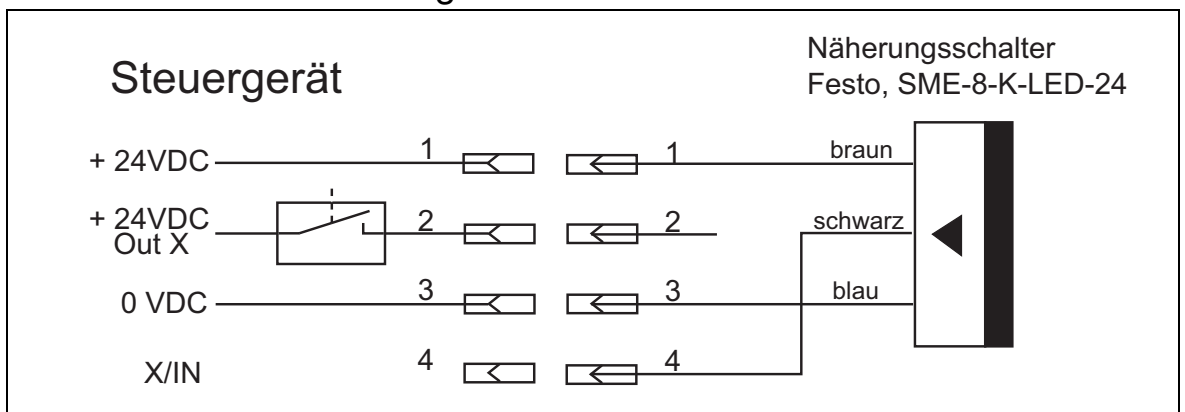 Näherungsschalter
Festo, SME-8-K-LED-24
Steuergerät
+ 24VDC 1 1 braun
+ 24VDC
Out X 2 2 schwarz
0 VDC 3 3 blau
X/IN 4 4